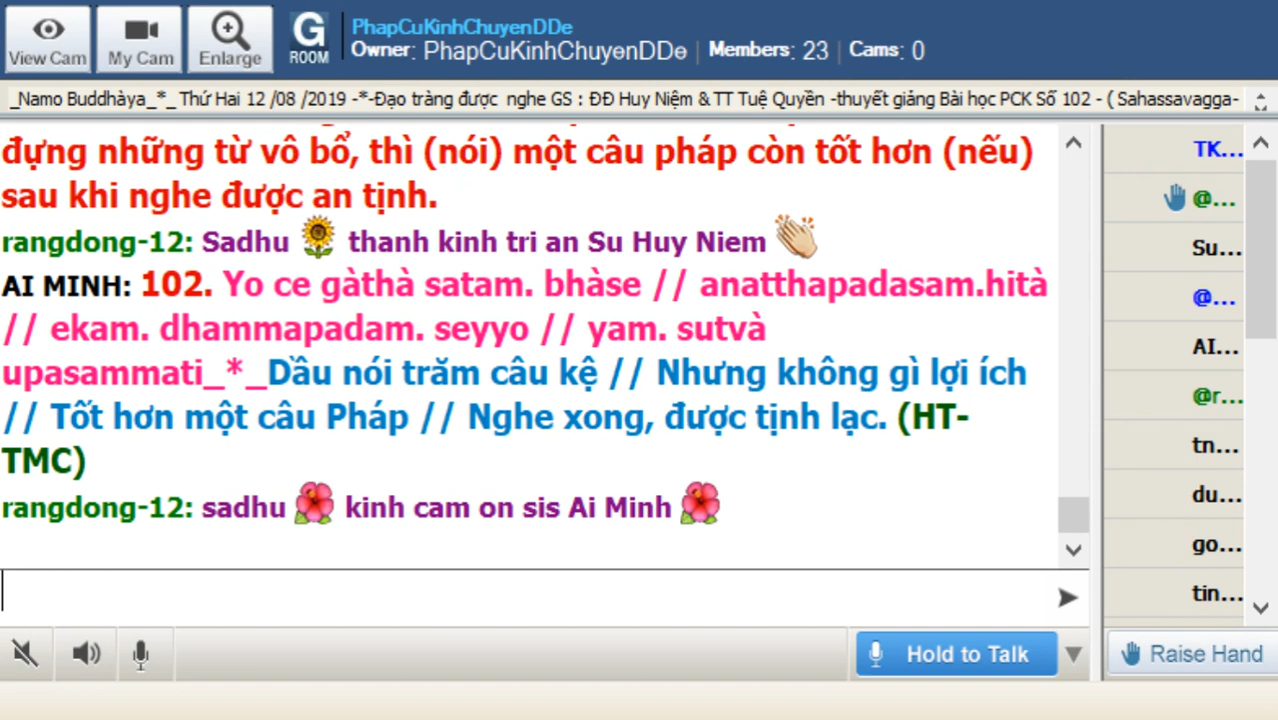 View Cam
My Cam
Enlarge
G
ROOM
PhapCuKinhChuyenDDe
Owner: PhapCuKinhChuyenDDe | Members: 23 | Cams: 0
_Namo Buddhàya_*_ Thứ Hai 12 /08 /2019 -*-Đạo tràng được nghe GS : ĐĐ Huy Niệm & TT Tuệ Quyền -thuyết giảng Bài học PCK Số 102 - ( Sahassavagga-
đựng những từ vô bổ, thì (nói) một câu pháp còn tốt hơn (nếu)
sau khi nghe được an tịnh.
rangdong-12: Sadhu thanh kinh tri an Su Huy Niem
AI MINH: 102. Yo ce gàthà satam. bhàse // anatthapadasam.hità
// ekam. dhammapadam. seyyo // yam. sutvà
upasammati_*_Dầu nói trăm câu kệ // Nhưng không gì lợi ích
// Tốt hơn một câu Pháp // Nghe xong, được tịnh lạc. (HT-
TMC)
rangdong-12: sadhu kinh cam on sis Ai Minh
TK...
@...
Su...
@...
AI...
@r...
tn...
du...
go...
tin...
Hold to Talk
Raise Hand